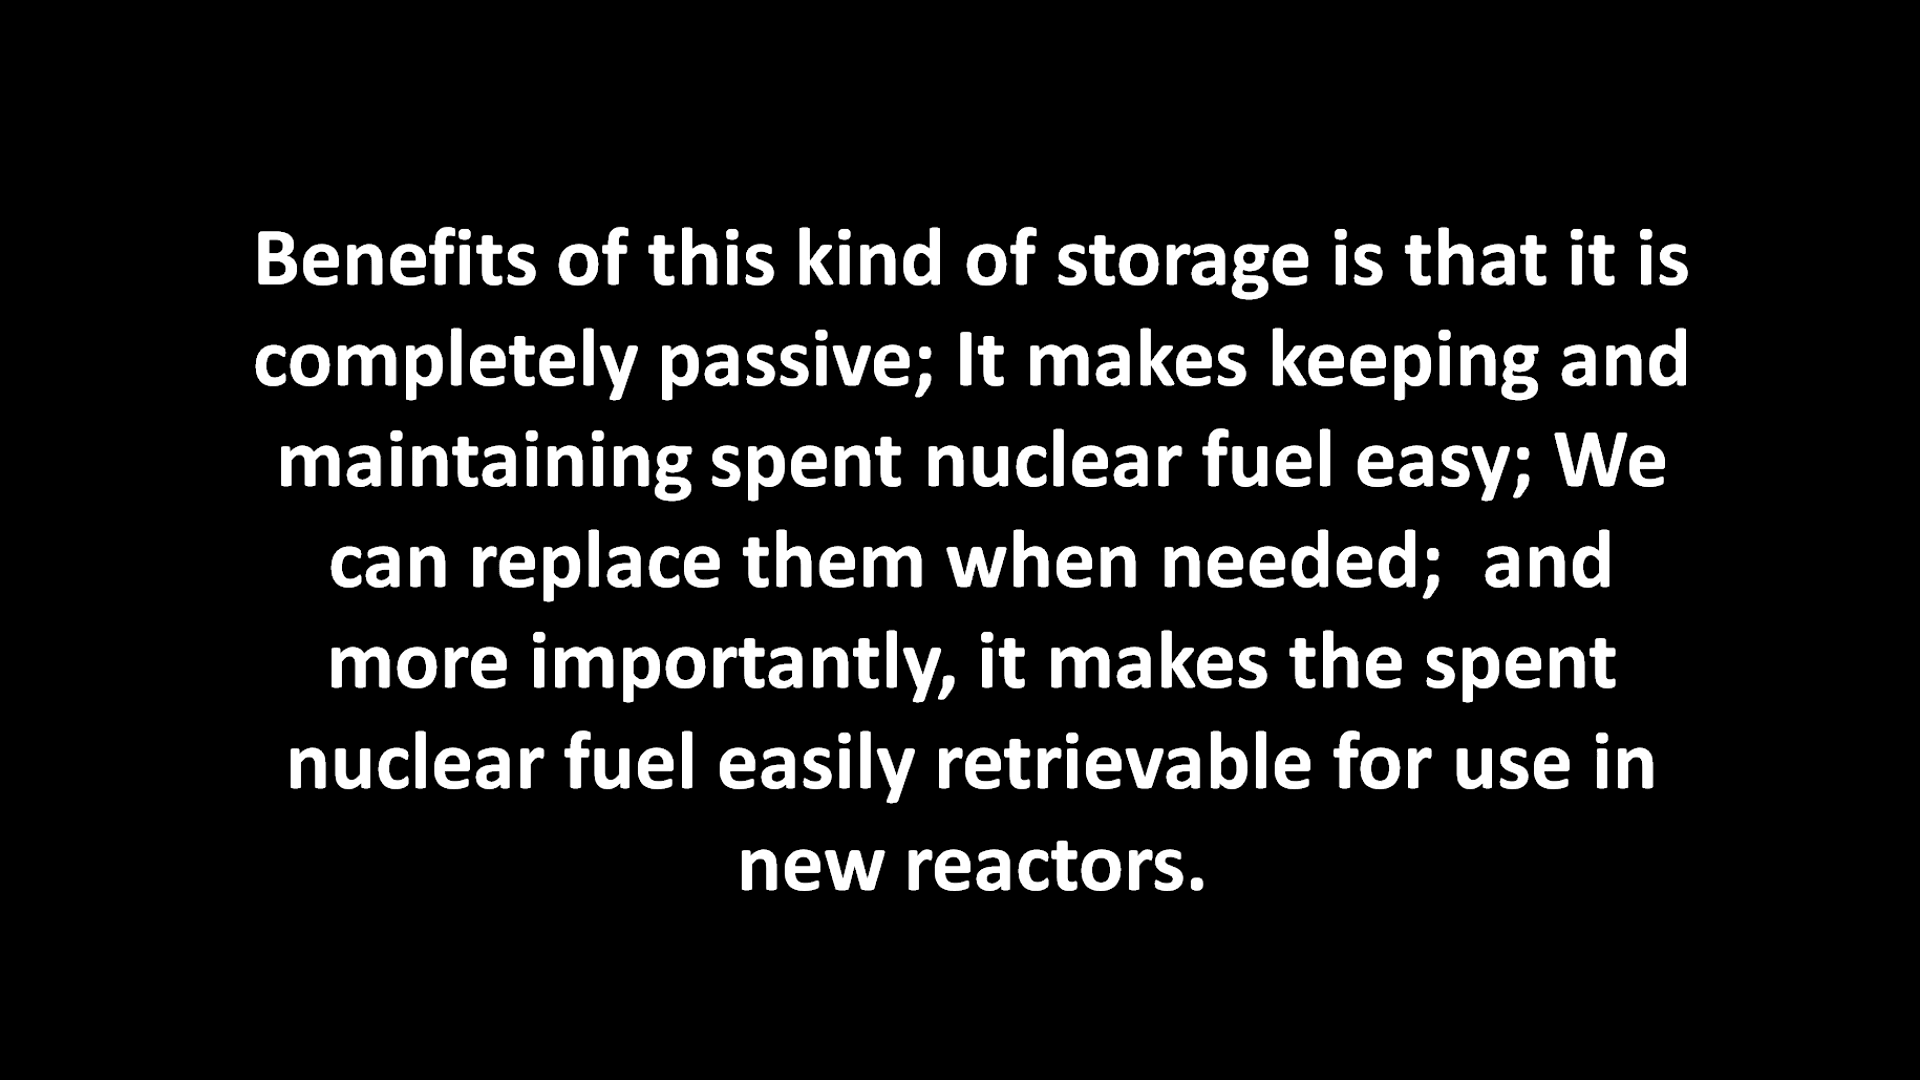 Benefits of this kind of storage is that it is
completely passive; It makes keeping and
maintaining spent nuclear fuel easy; We
can replace them when needed;  and
more importantly, it makes the spent
nuclear fuel easily retrievable for use in
new reactors.